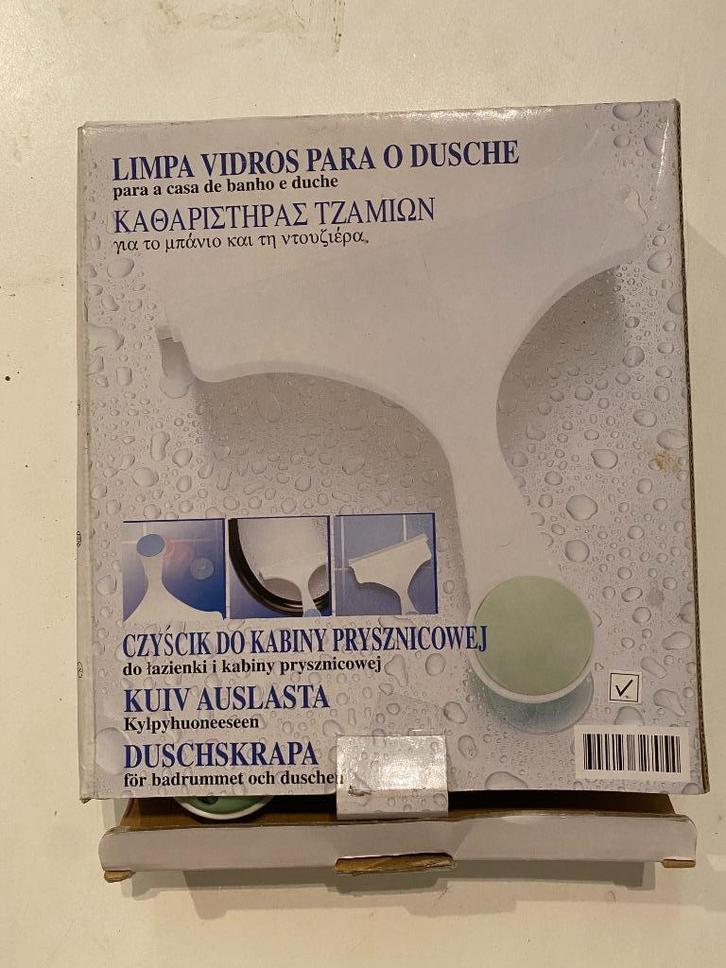 LIMPA VIDROS PARA O DUSCHE
para a casa de banho e duche
ΚΑΘΑΡΙΣΤΗΡΑΣ ΤΖΑΜΙΩΝ
για το μπάνιο και τη ντουζιέρα,
CZYŚCIK DO KABINY PRYSZNICOWEJ
do łazienki i kabiny prysznicowej
KUIV AUSLASTA
Kylpyhuoneeseen
DUSCHSKRAPA
för badrummet och duschen